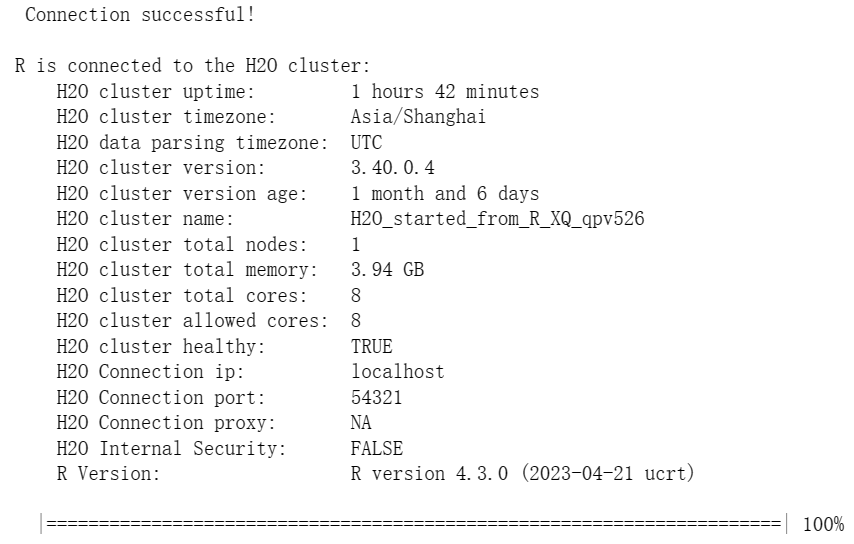 Connection successful!
R is connected to the H2O cluster:
H2O cluster uptime: 1 hours 42 minutes
H2O cluster timezone: Asia/Shanghai
H2O data parsing timezone: UTC
H2O cluster version: 3.40.0.4
H2O cluster version age: 1 month and 6 days
H2O cluster name: H2O_started_from_R_XQ_qpv526
H2O cluster total nodes: 1
H2O cluster total memory: 3.94 GB
H2O cluster total cores: 8
H2O cluster allowed cores: 8
H2O cluster healthy: TRUE
H2O Connection ip: localhost
H2O Connection port: 54321
H2O Connection proxy: NA
H2O Internal Security: FALSE
R Version: R version 4.3.0 (2023-04-21 ucrt)
|======================================================================| 100%